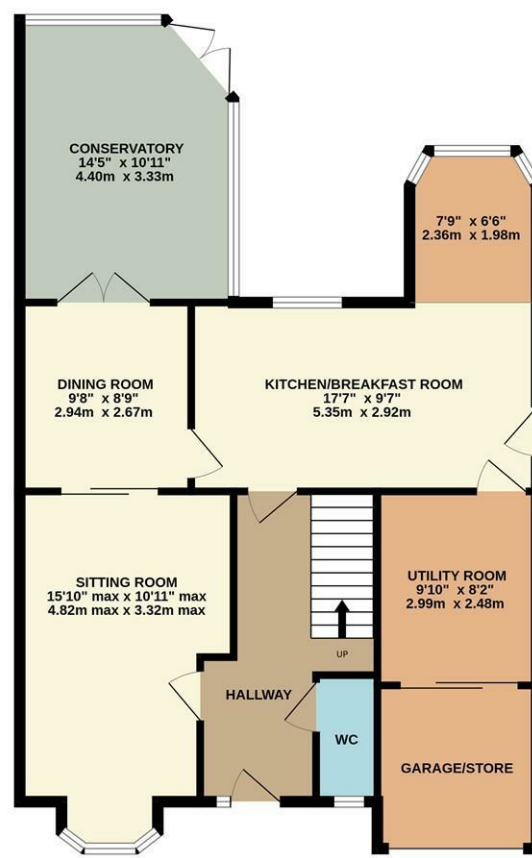 CONSERVATORY
14'5" x 10'11"
4.40m x 3.33m
7'9" x 6'6"
2.36m x 1.98m
DINING ROOM
9'8" x 8'9"
2.94m x 2.67m
KITCHEN/BREAKFAST ROOM
17'7" x 9'7"
5.35m x 2.92m
SITTING ROOM
15'10" max x 10'11" max
4.82m max x 3.32m max
UTILITY ROOM
9'10" x 8'2"
2.99m x 2.48m
UP
HALLWAY
WC
GARAGE/STORE